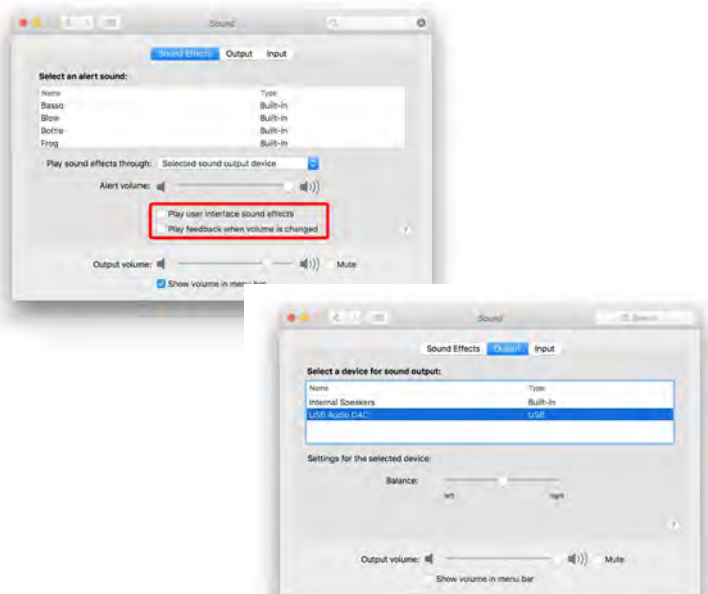 Sound
Sound Effects Output Input
Select an alert sound:
Name Type
Basso Built-in
Blow Built-in
Bottle Built-in
Frog Built-in
Play sound effects through: Selected sound output device
Alert volume:
Play user interface sound effects
Play feedback when volume is changed
?
Output volume: Mute
Show volume in menu bar
Sound
Search
Sound Effects Output Input
Select a device for sound output:
Name Type
Internal Speakers Built-in
USB Audio DAC USB
Settings for the selected device:
Balance:
left right
?
Output volume: Mute
Show volume in menu bar